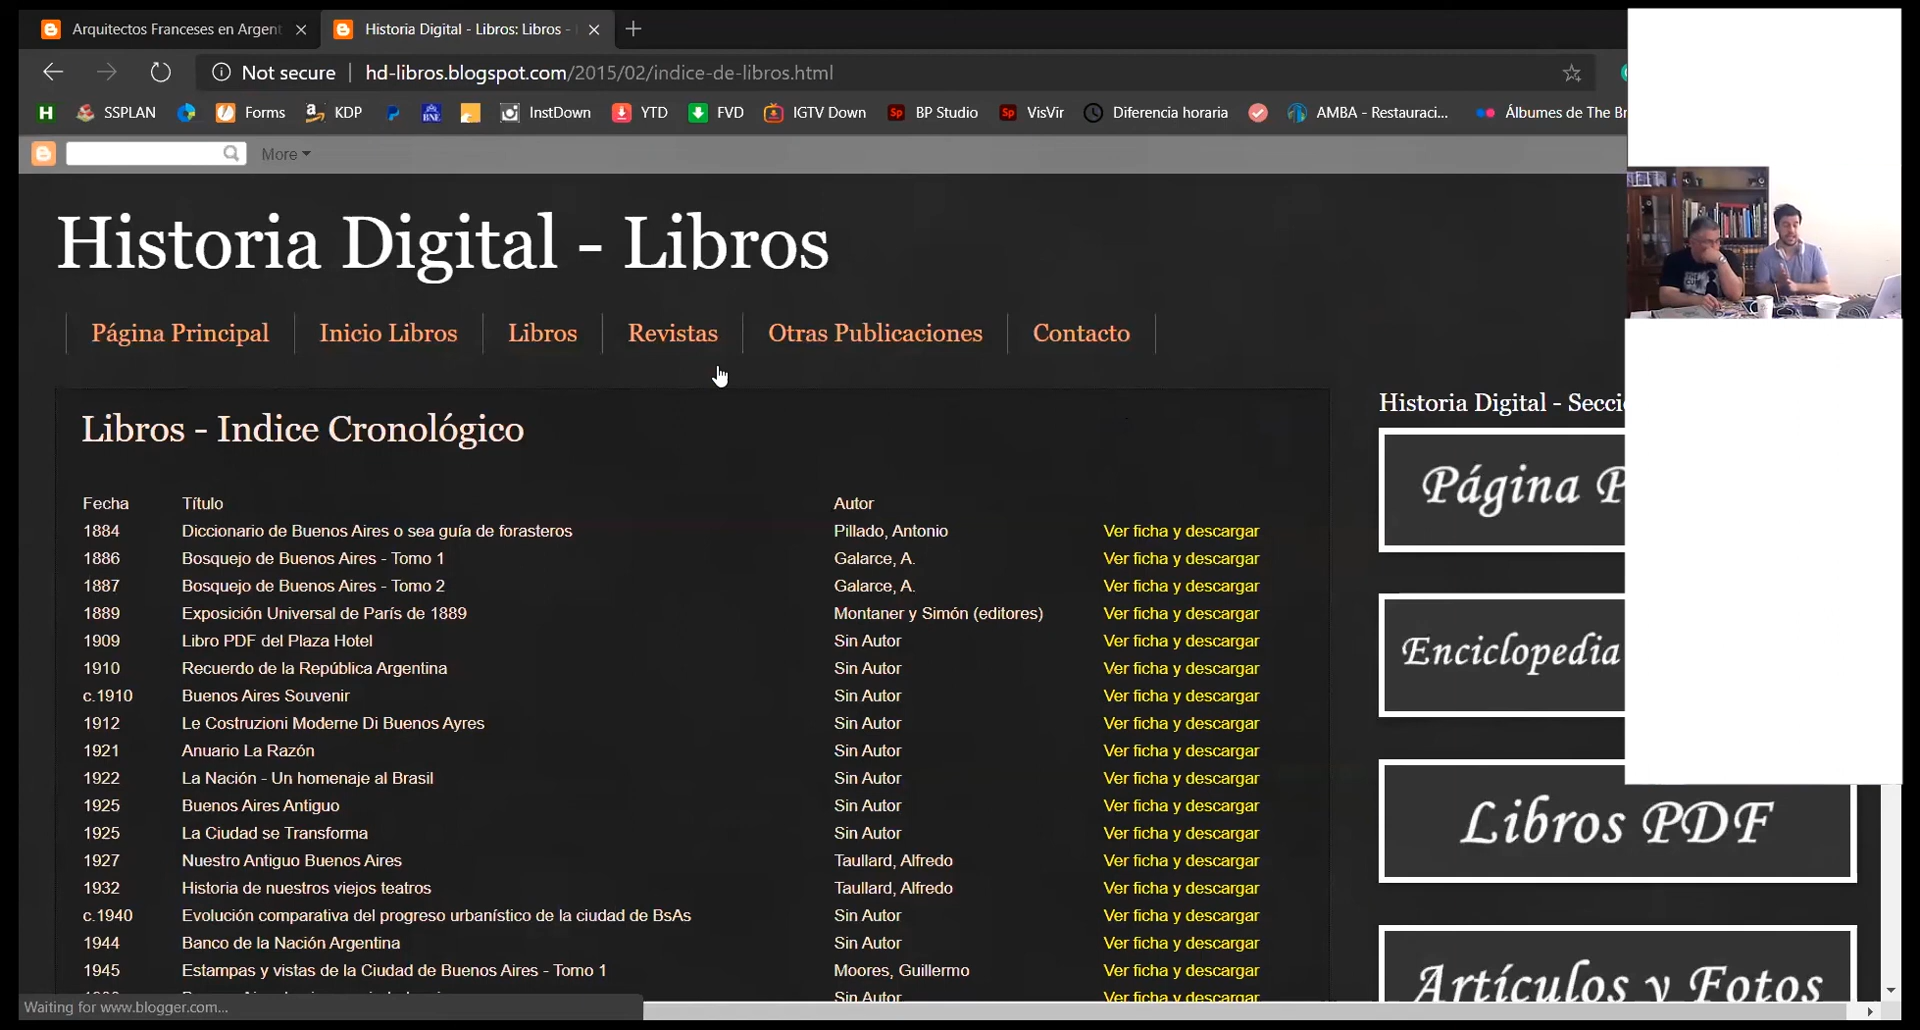 Arquitectos Franceses en Argent
Historia Digital - Libros: Libros -
Not secure hd-libros.blogspot.com/2015/02/indice-de-libros.html
H SSPLAN Forms KDP BNE InstDown YTD FVD IGTV Down Sp BP Studio Sp VisVir Diferencia horaria AMBA - Restauraci... Álbumes de The Br
More
Historia Digital - Libros
Página Principal Inicio Libros Libros Revistas Otras Publicaciones Contacto
Libros - Indice Cronológico
Fecha Título Autor
1884 Diccionario de Buenos Aires o sea guía de forasteros Pillado, Antonio Ver ficha y descargar
1886 Bosquejo de Buenos Aires - Tomo 1 Galarce, A. Ver ficha y descargar
1887 Bosquejo de Buenos Aires - Tomo 2 Galarce, A. Ver ficha y descargar
1889 Exposición Universal de París de 1889 Montaner y Simón (editores) Ver ficha y descargar
1909 Libro PDF del Plaza Hotel Sin Autor Ver ficha y descargar
1910 Recuerdo de la República Argentina Sin Autor Ver ficha y descargar
c.1910 Buenos Aires Souvenir Sin Autor Ver ficha y descargar
1912 Le Costruzioni Moderne Di Buenos Ayres Sin Autor Ver ficha y descargar
1921 Anuario La Razón Sin Autor Ver ficha y descargar
1922 La Nación - Un homenaje al Brasil Sin Autor Ver ficha y descargar
1925 Buenos Aires Antiguo Sin Autor Ver ficha y descargar
1925 La Ciudad se Transforma Sin Autor Ver ficha y descargar
1927 Nuestro Antiguo Buenos Aires Taullard, Alfredo Ver ficha y descargar
1932 Historia de nuestros viejos teatros Taullard, Alfredo Ver ficha y descargar
c.1940 Evolución comparativa del progreso urbanístico de la ciudad de BsAs Sin Autor Ver ficha y descargar
1944 Banco de la Nación Argentina Sin Autor Ver ficha y descargar
1945 Estampas y vistas de la Ciudad de Buenos Aires - Tomo 1 Moores, Guillermo Ver ficha y descargar
Sin Autor Ver ficha y descargar
Historia Digital - Secci
Página P
Enciclopedia
Libros PDF
Artículos y Fotos
Waiting for www.blogger.com...